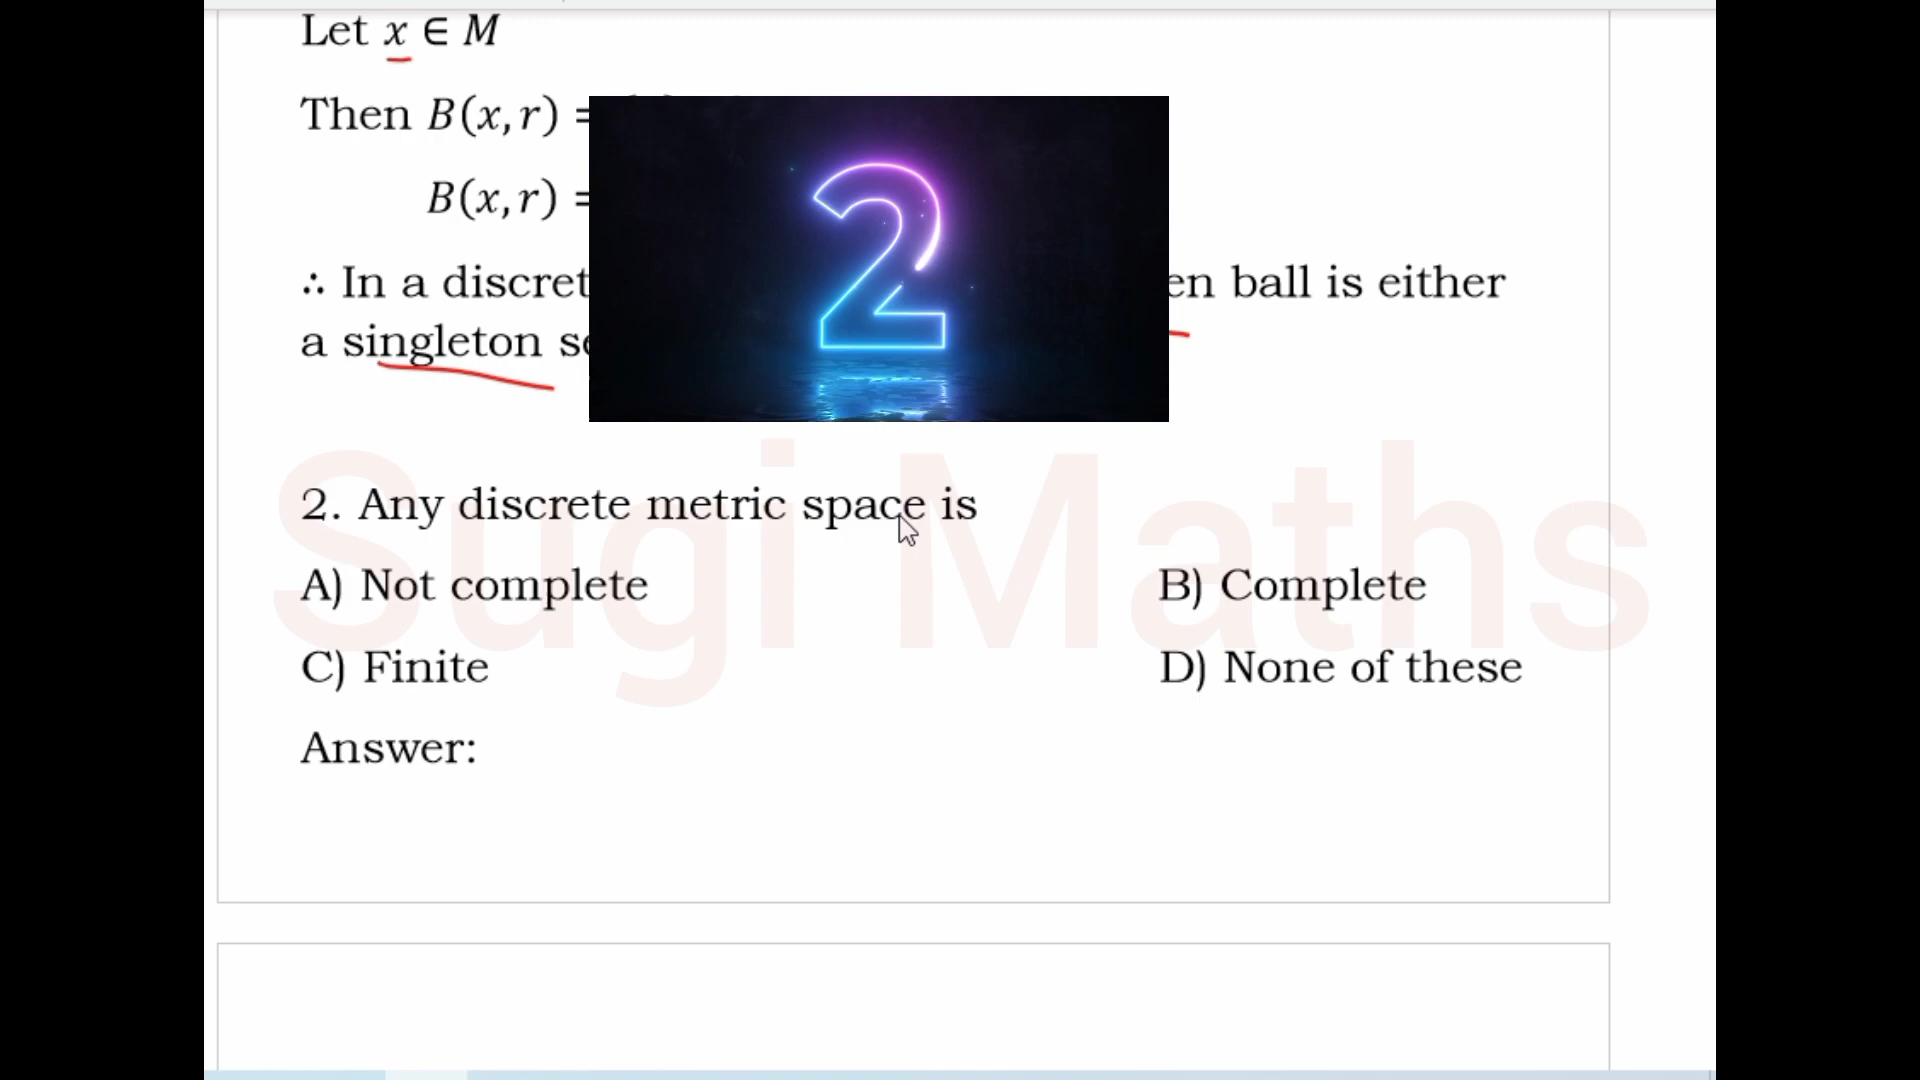 Let x ∈ M
Then B(x, r) =
B(x, r) =
2
∴ In a discret en ball is either
a singleton se
Sugi Maths
2. Any discrete metric space is
A) Not complete B) Complete
C) Finite D) None of these
Answer: